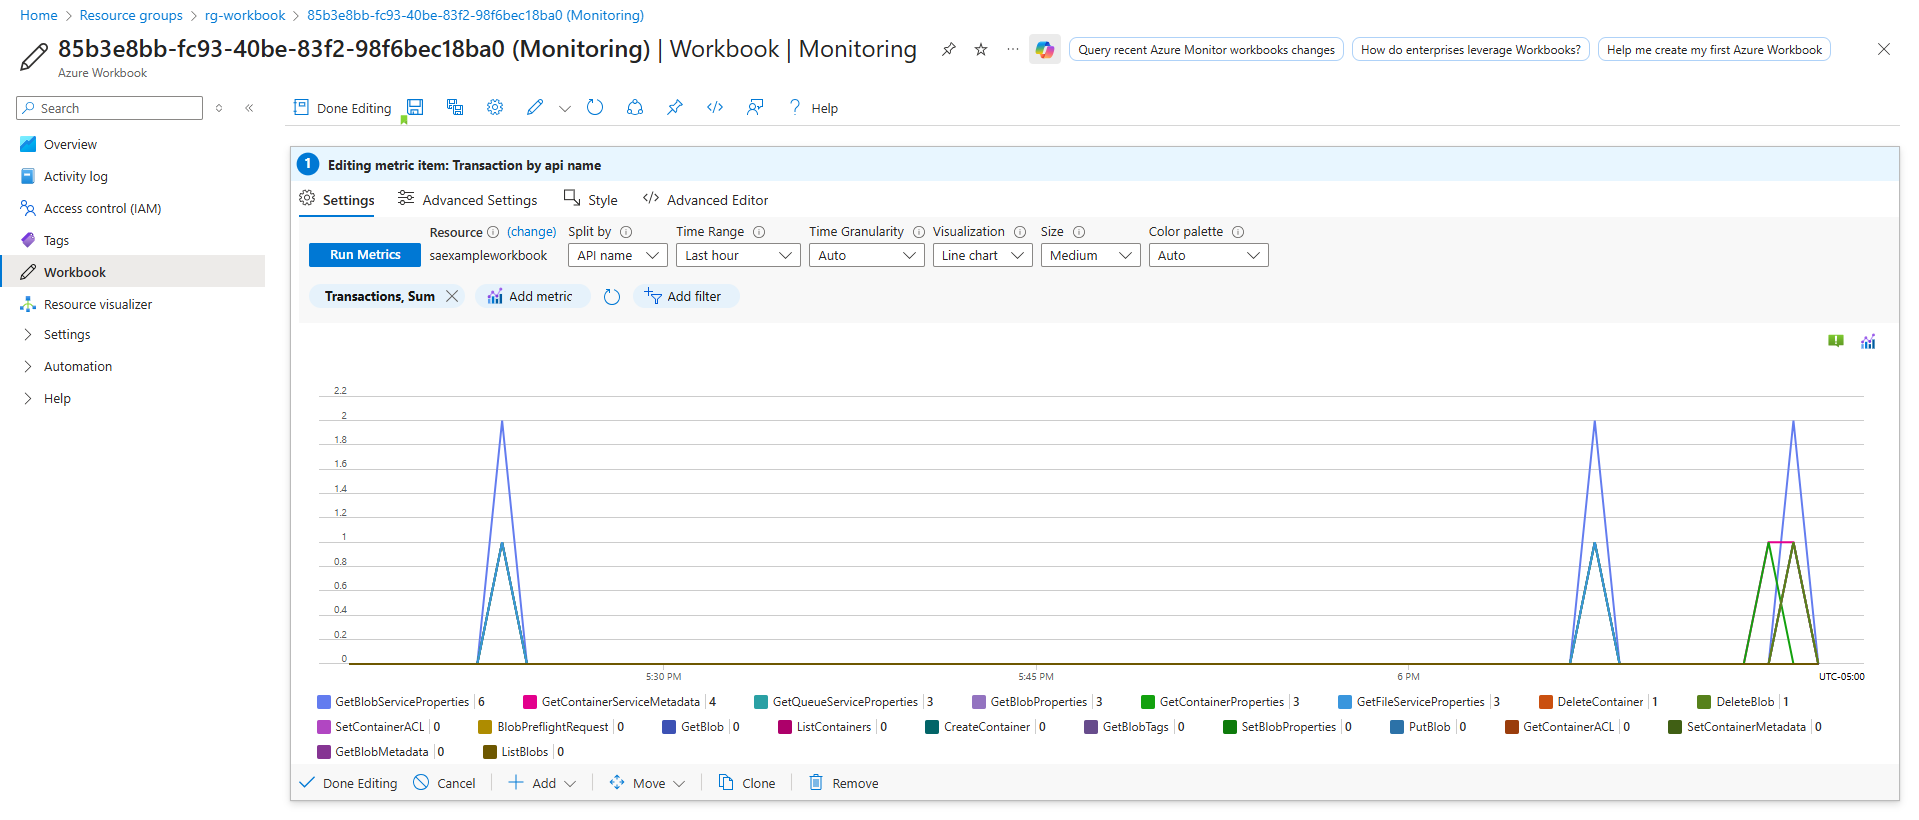 Home > Resource groups > rg-workbook > 85b3e8bb-fc93-40be-83f2-98f6bec18ba0 (Monitoring)
85b3e8bb-fc93-40be-83f2-98f6bec18ba0 (Monitoring) | Workbook | Monitoring
Query recent Azure Monitor workbooks changes
How do enterprises leverage Workbooks?
Help me create my first Azure Workbook
Azure Workbook
Search
Overview
Activity log
Access control (IAM)
Tags
Workbook
Resource visualizer
Settings
Automation
Help
Done Editing
? Help
1 Editing metric item: Transaction by api name
Settings
Advanced Settings
Style
Advanced Editor
Run Metrics
Resource (change)
saexampleworkbook
Split by
API name
Time Range
Last hour
Time Granularity
Auto
Visualization
Line chart
Size
Medium
Color palette
Auto
Transactions, Sum
Add metric
Add filter
2.2
2
1.8
1.6
1.4
1.2
1
0.8
0.6
0.4
0.2
0
5:30 PM 5:45 PM 6 PM UTC-05:00
GetBlobServiceProperties 6 GetContainerServiceMetadata 4 GetQueueServiceProperties 3 GetBlobProperties 3 GetContainerProperties 3 GetFileServiceProperties 3 DeleteContainer 1 DeleteBlob 1
SetContainerACL 0 BlobPreflightRequest 0 GetBlob 0 ListContainers 0 CreateContainer 0 GetBlobTags 0 SetBlobProperties 0 PutBlob 0 GetContainerACL 0 SetContainerMetadata 0
GetBlobMetadata 0 ListBlobs 0
Done Editing Cancel Add Move Clone Remove